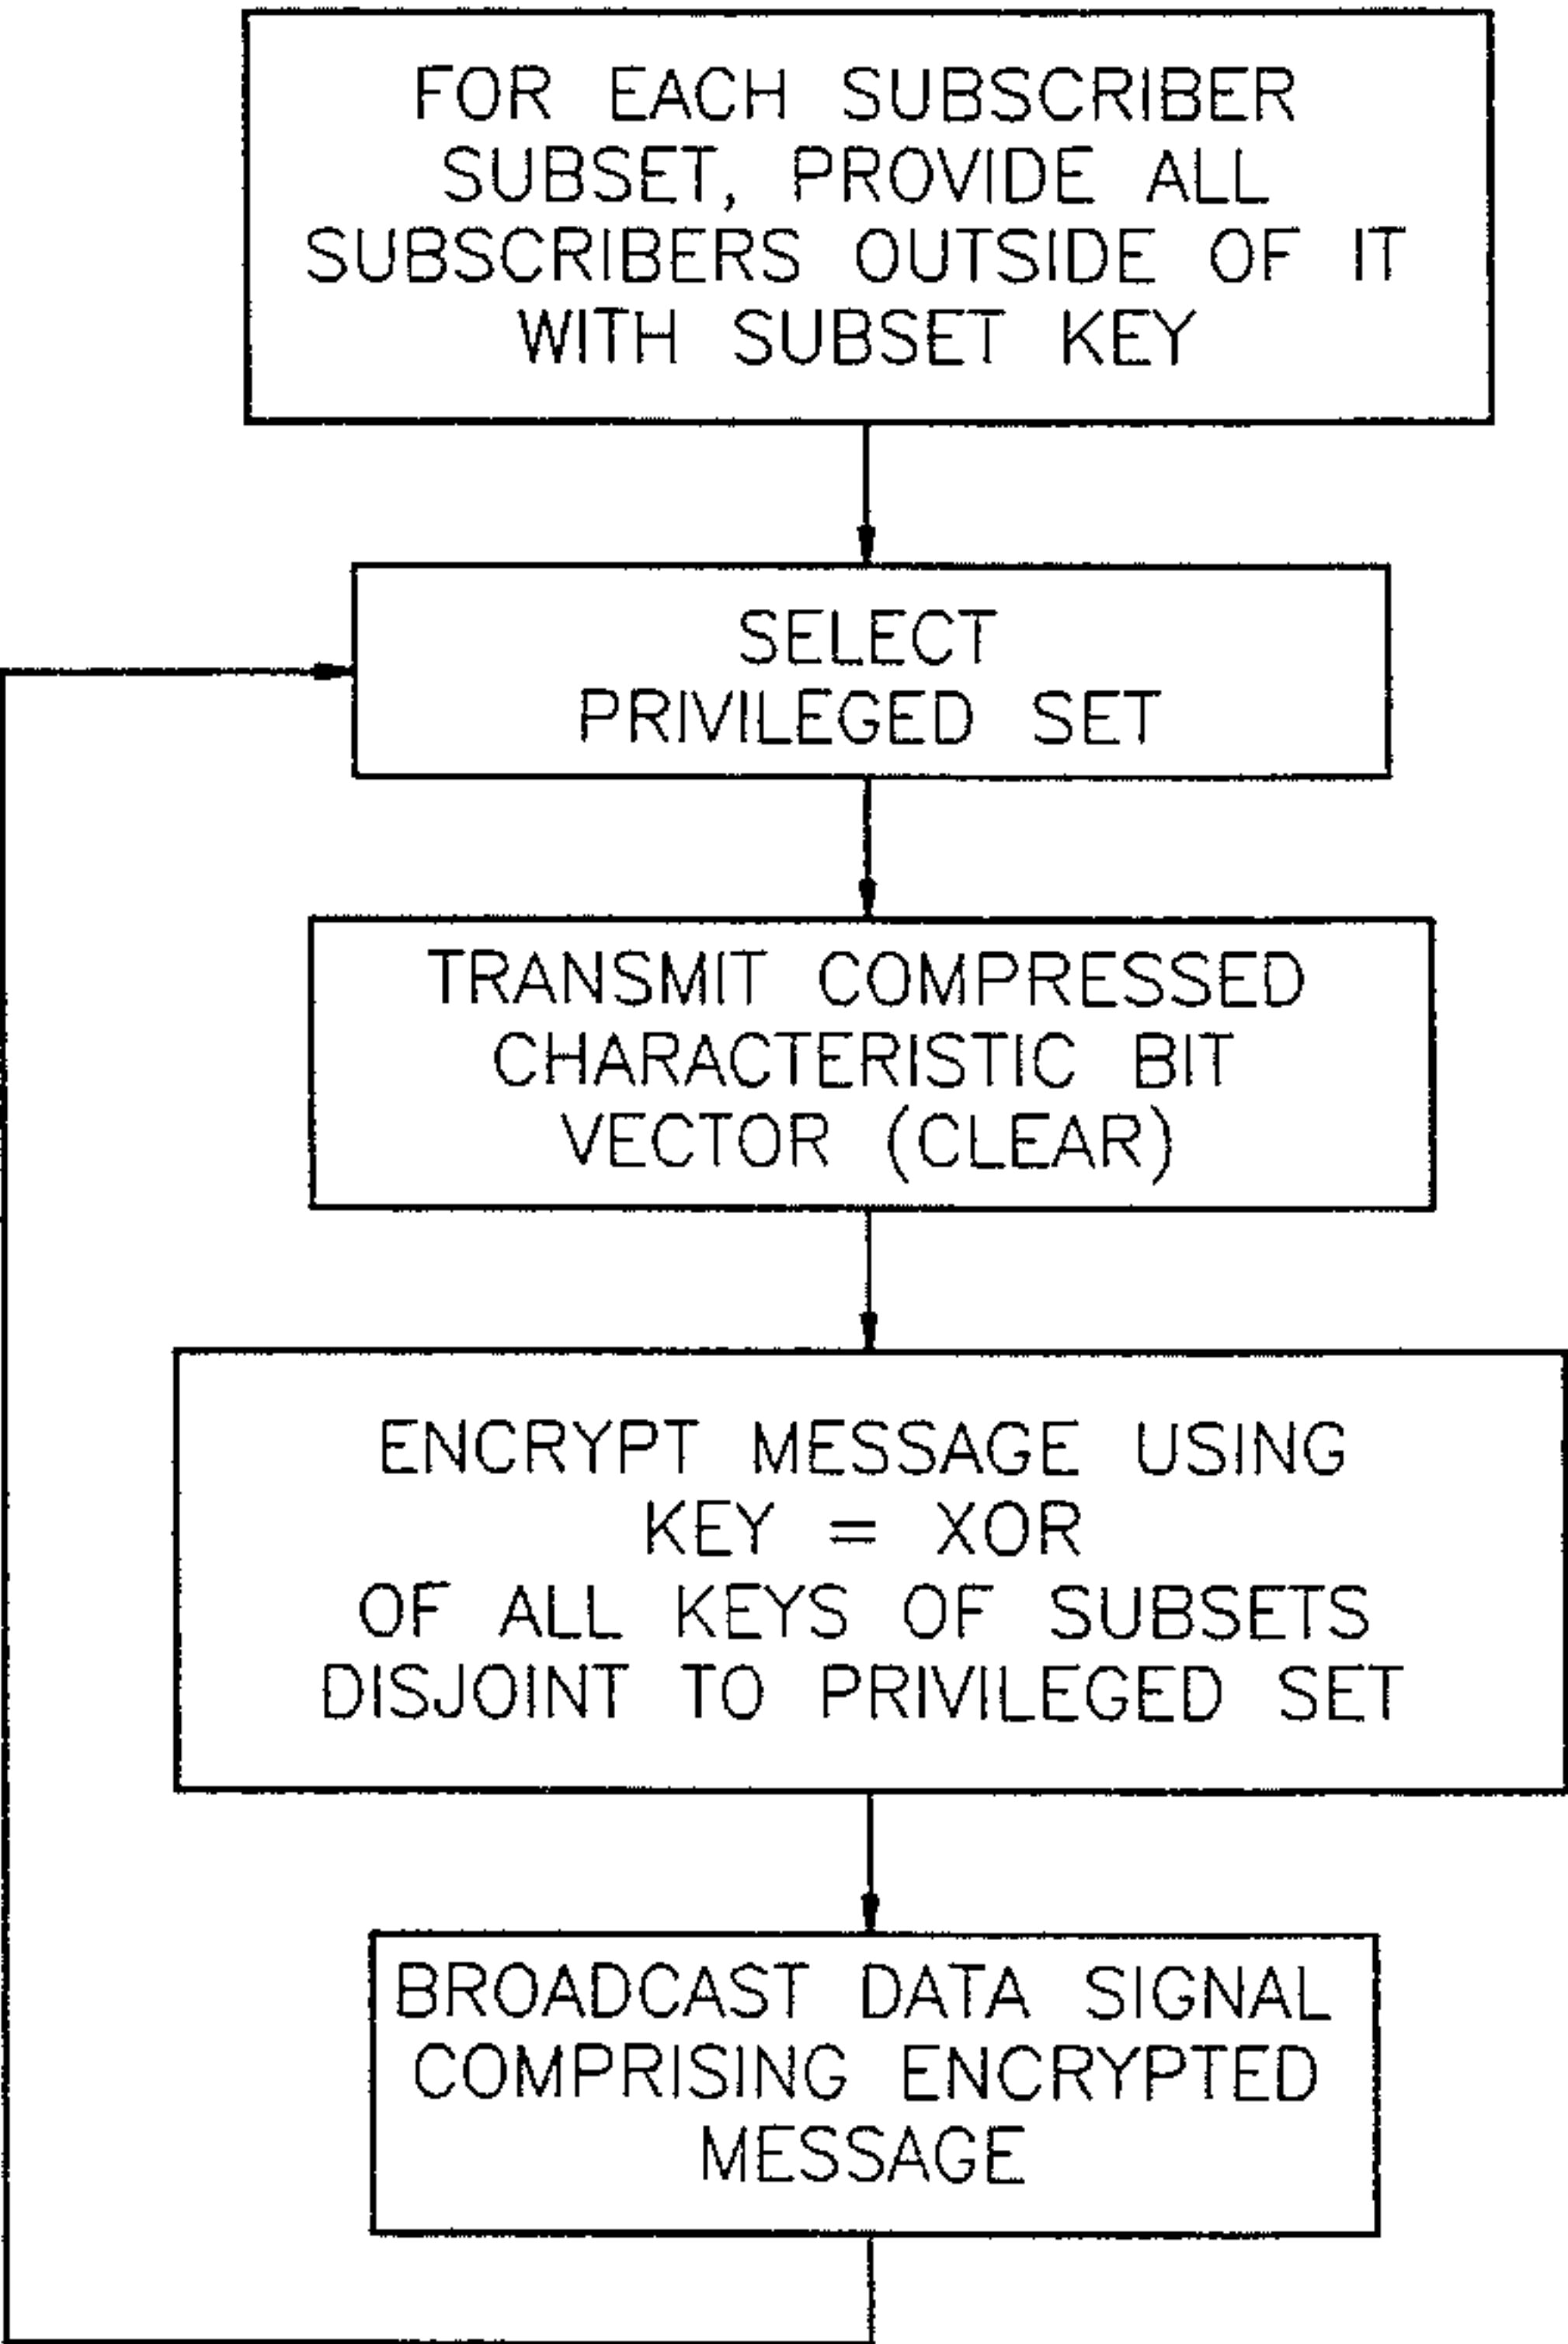 FOR EACH SUBSCRIBER
SUBSET, PROVIDE ALL
SUBSCRIBERS OUTSIDE OF IT
WITH SUBSET KEY
SELECT
PRIVILEGED SET
TRANSMIT COMPRESSED
CHARACTERISTIC BIT
VECTOR (CLEAR)
ENCRYPT MESSAGE USING
KEY = XOR
OF ALL KEYS OF SUBSETS
DISJOINT TO PRIVILEGED SET
BROADCAST DATA SIGNAL
COMPRISING ENCRYPTED
MESSAGE